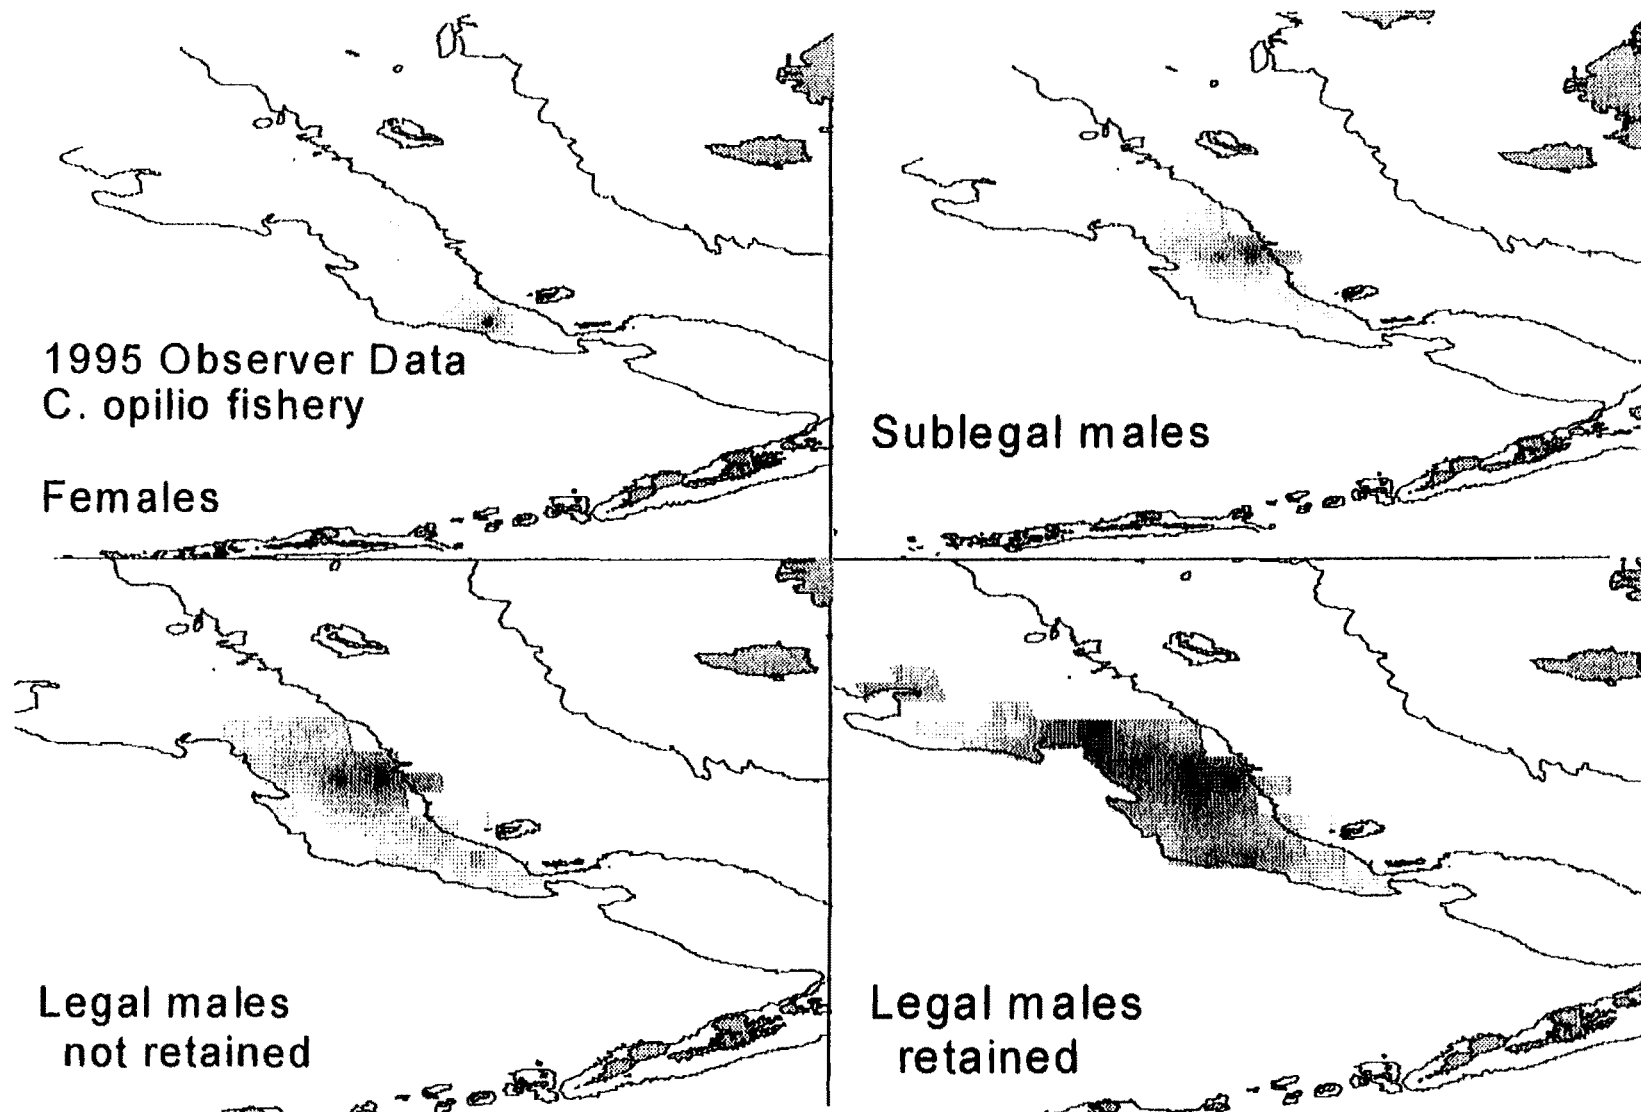 1995 Observer Data
C. opilio fishery
Females
Sublegal males
Legal males
not retained
Legal males
retained